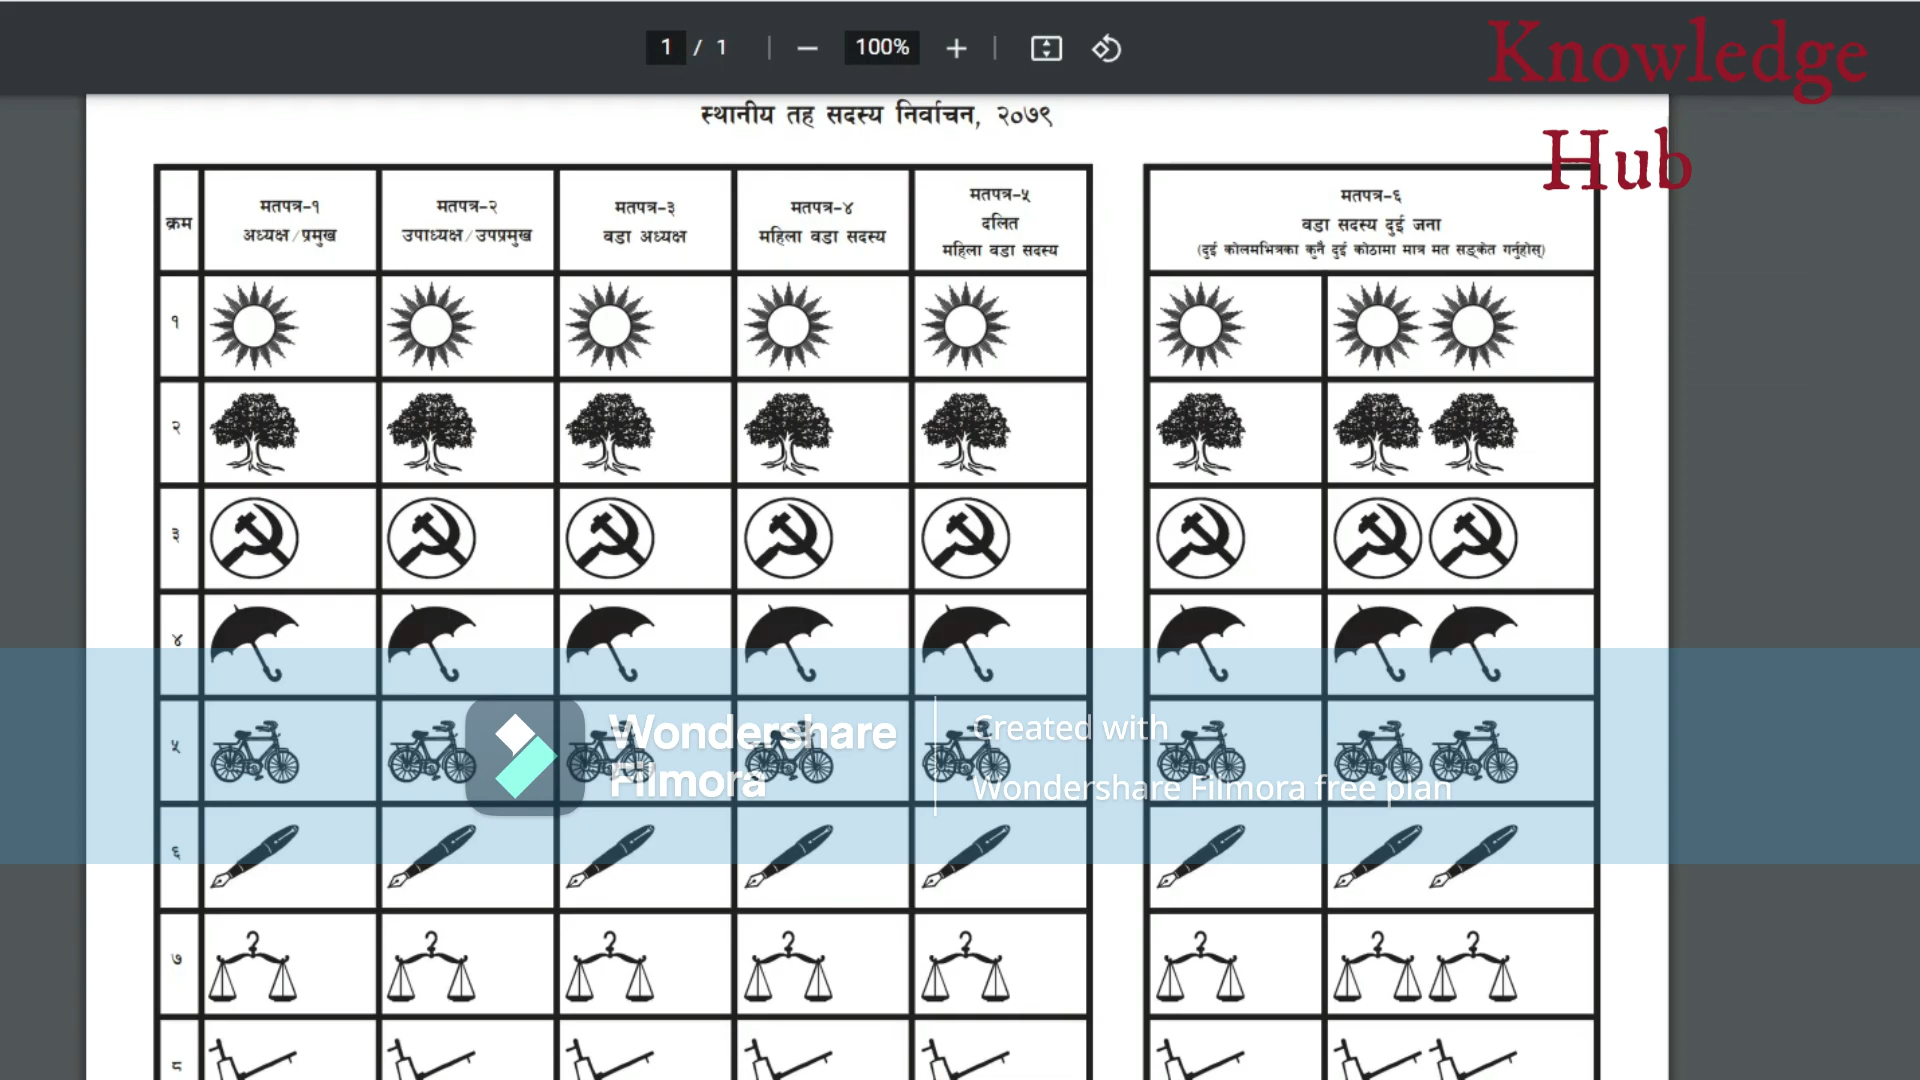 1 / 1
100%
Knowledge
Hub
स्थानीय तह सदस्य निर्वाचन, २०७९
क्रम
मतपत्र-१
अध्यक्ष/प्रमुख
मतपत्र-२
उपाध्यक्ष/उपप्रमुख
मतपत्र-३
वडा अध्यक्ष
मतपत्र-४
महिला वडा सदस्य
मतपत्र-५
दलित
महिला वडा सदस्य
मतपत्र-६
वडा सदस्य दुई जना
(दुई कोलमभित्रका कुनै दुई कोठामा मात्र मत सङ्केत गर्नुहोस्)
१
२
३
४
५
६
७
८
Wondershare
Filmora
Created with
Wondershare Filmora free plan